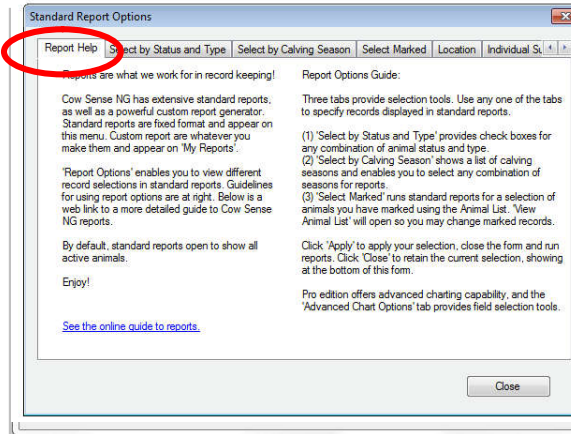 Standard Report Options
Report Help Select by Status and Type Select by Calving Season Select Marked Location Individual Su
Reports are what we work for in record keeping!
Cow Sense NG has extensive standard reports,
as well as a powerful custom report generator.
Standard reports are fixed format and appear on
this menu. Custom report are whatever you
make them and appear on 'My Reports'.
'Report Options' enables you to view different
record selections in standard reports. Guidelines
for using report options are at right. Below is a
web link to a more detailed guide to Cow Sense
NG reports.
By default, standard reports open to show all
active animals.
Enjoy!
See the online guide to reports.
Report Options Guide:
Three tabs provide selection tools. Use any one of the tabs
to specify records displayed in standard reports.
(1) 'Select by Status and Type' provides check boxes for
any combination of animal status and type.
(2) 'Select by Calving Season' shows a list of calving
seasons and enables you to select any combination of
seasons for reports.
(3) 'Select Marked' runs standard reports for a selection of
animals you have marked using the Animal List. 'View
Animal List' will open so you may change marked records.
Click 'Apply' to apply your selection, close the form and run
reports. Click 'Close' to retain the current selection, showing
at the bottom of this form.
Pro edition offers advanced charting capability, and the
'Advanced Chart Options' tab provides field selection tools.
Close